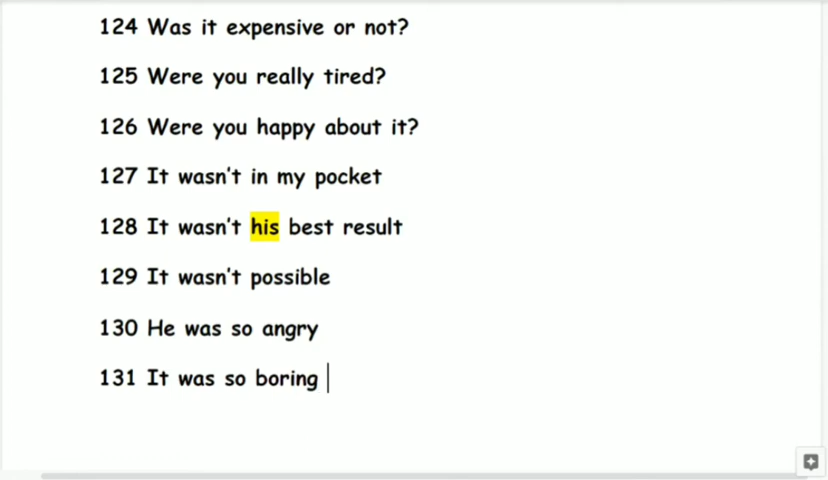 124 Was it expensive or not?
125 Were you really tired?
126 Were you happy about it?
127 It wasn't in my pocket
128 It wasn't his best result
129 It wasn't possible
130 He was so angry
131 It was so boring